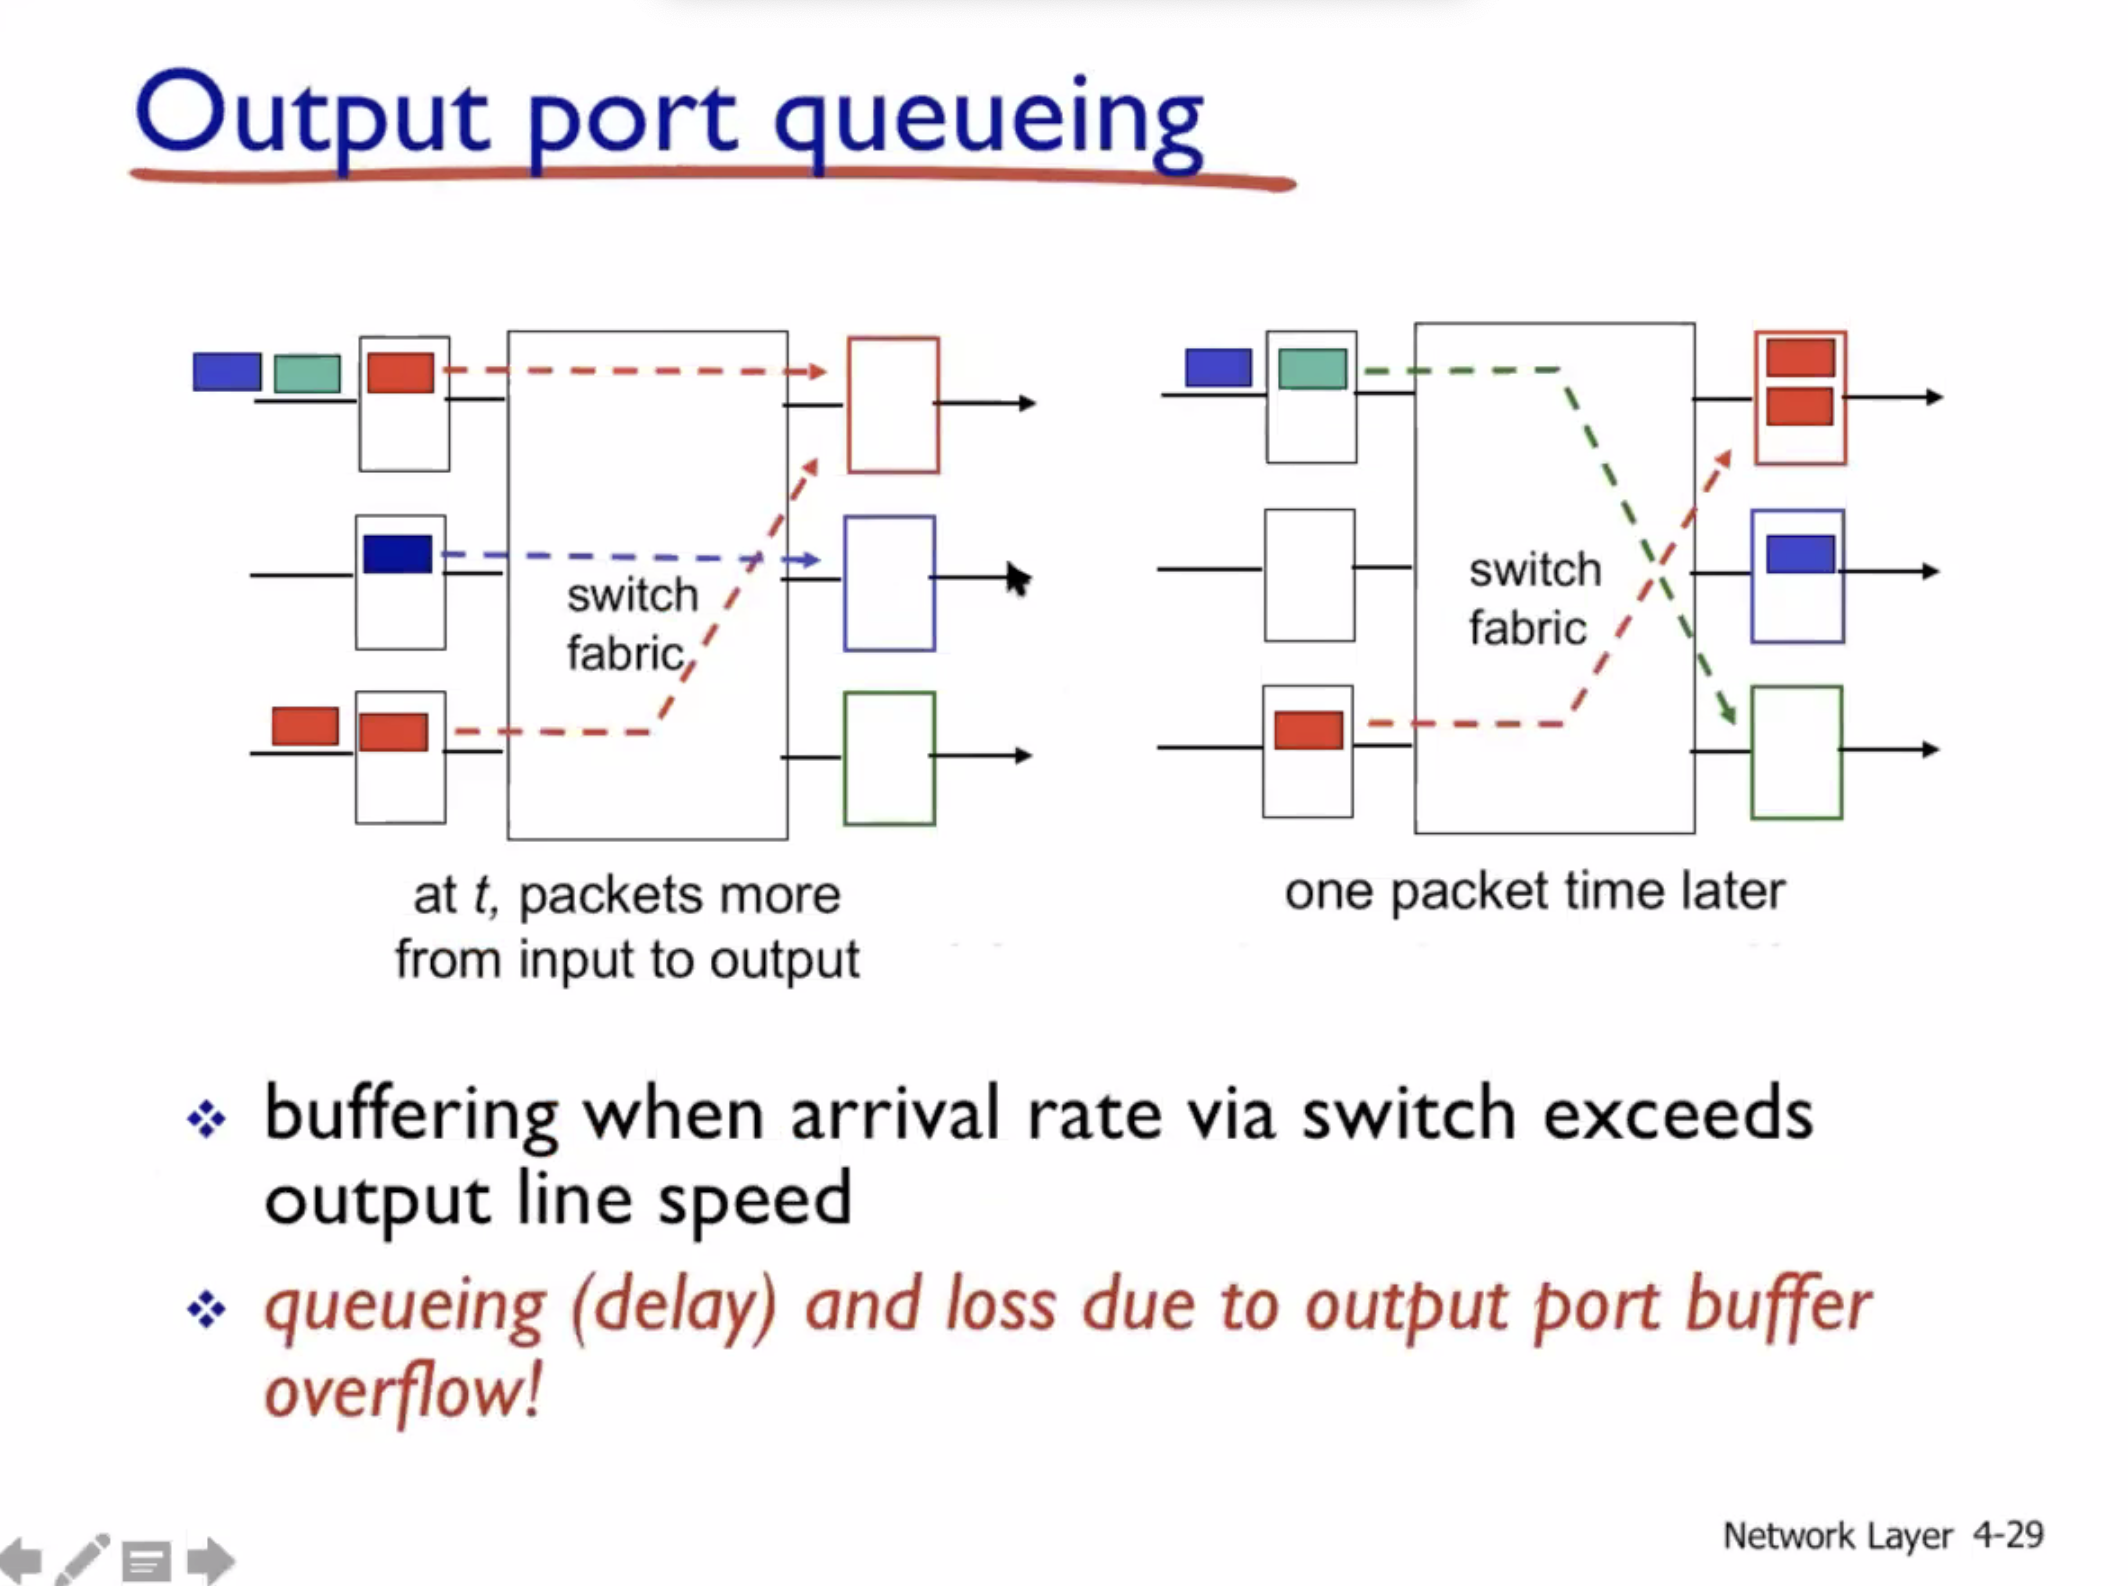 Output port queueing
switch
fabric
switch
fabric
at t, packets more
from input to output
one packet time later
buffering when arrival rate via switch exceeds
output line speed
queueing (delay) and loss due to output port buffer
overflow!
Network Layer 4-29